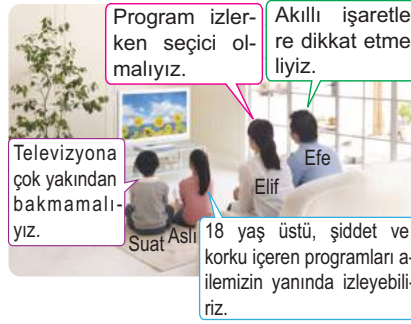 Program izler-
ken seçici ol-
malıyız.
Akıllı işaretle
re dikkat etme
liyiz.
Televizyona
çok yakından
bakmamalı-
yız.
Suat
Aslı
Elif
Efe
18 yaş üstü, şiddet ve
korku içeren programları a-
ilemizin yanında izleyebili-
riz.